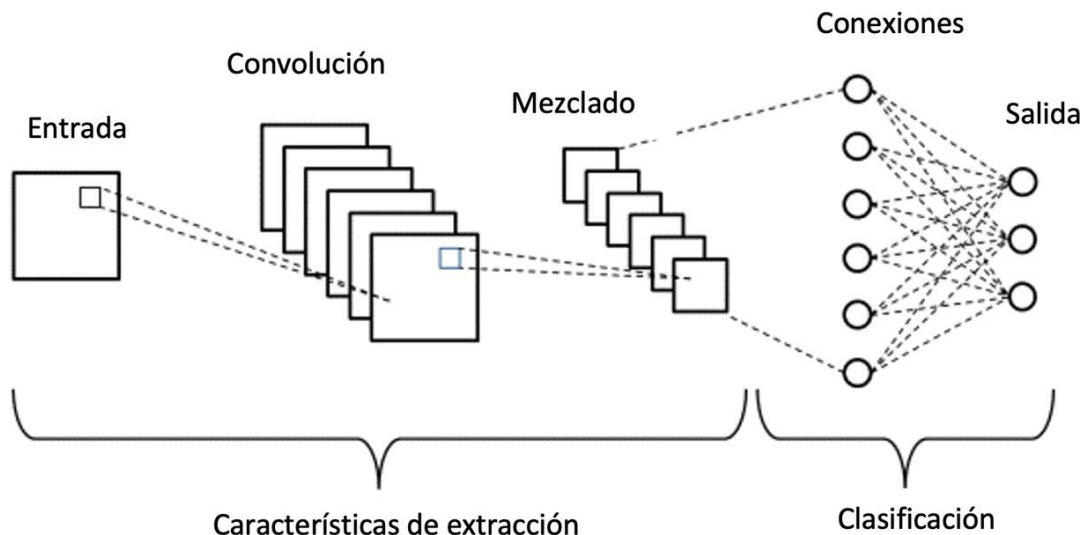 Entrada
Convolución
Mezclado
Conexiones
Salida
Características de extracción
Clasificación